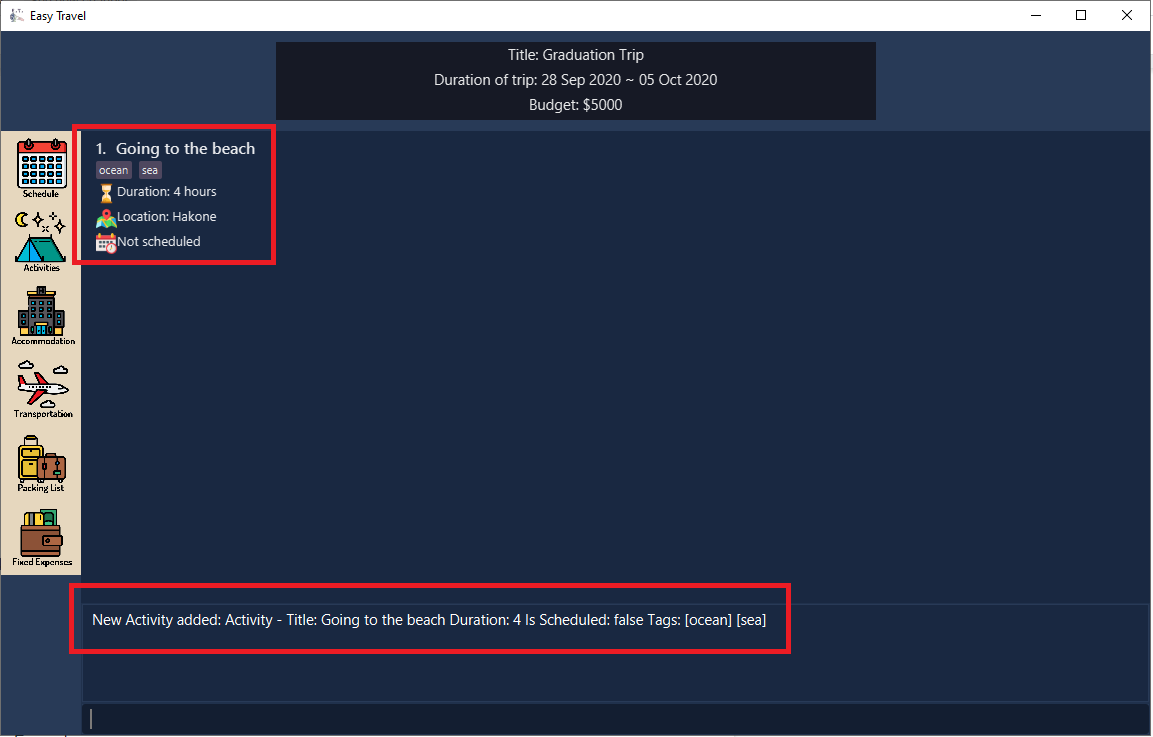 Easy Travel
Title: Graduation Trip
Duration of trip: 28 Sep 2020 ~ 05 Oct 2020
Budget: $5000
Schedule
Activities
Accommodation
Transportation
Packing List
Fixed Expenses
1. Going to the beach
ocean sea
Duration: 4 hours
Location: Hakone
Not scheduled
New Activity added: Activity - Title: Going to the beach Duration: 4 Is Scheduled: false Tags: [ocean] [sea]